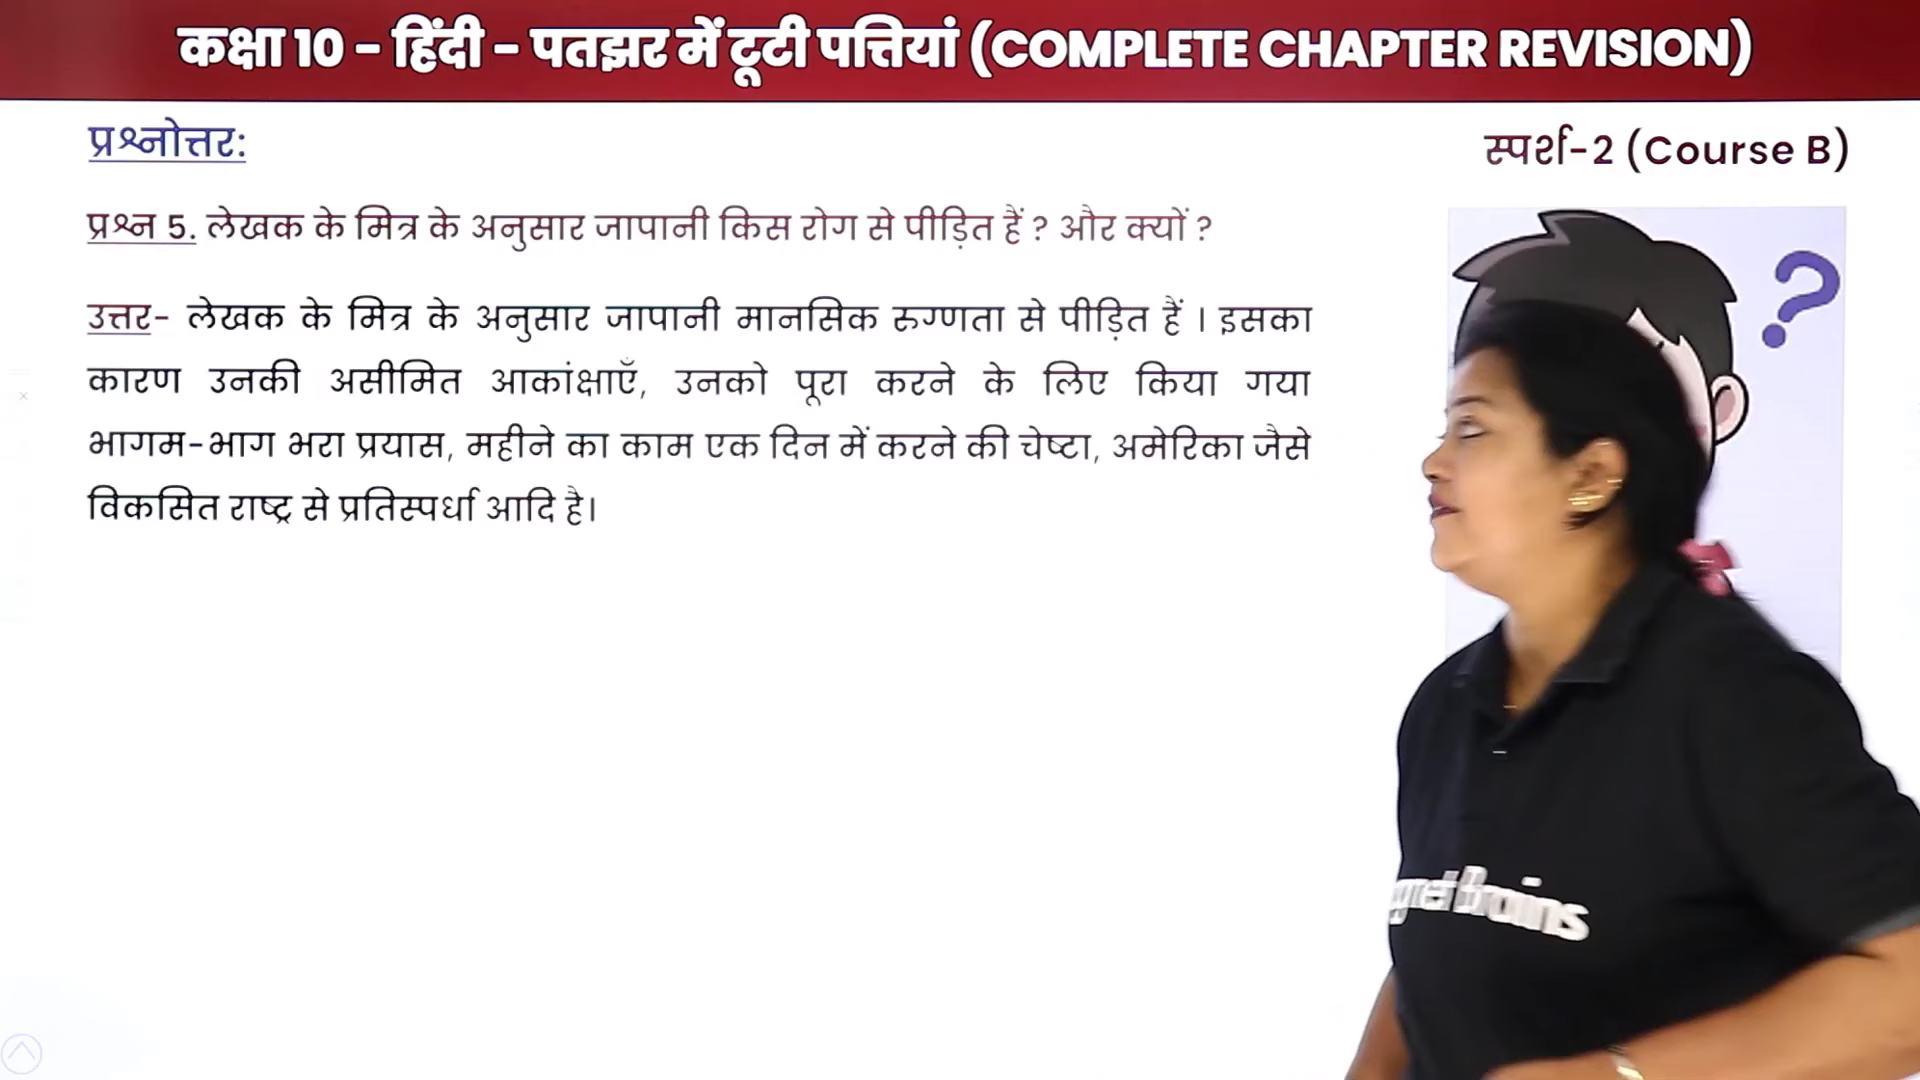 कक्षा 10 - हिंदी - पतझर में टूटी पत्तियां (COMPLETE CHAPTER REVISION)
प्रश्नोत्तर:
स्पर्श-2 (Course B)
प्रश्न 5. लेखक के मित्र के अनुसार जापानी किस रोग से पीड़ित हैं ? और क्यों ?
उत्तर- लेखक के मित्र के अनुसार जापानी मानसिक रुग्णता से पीड़ित हैं । इसका
कारण उनकी असीमित आकांक्षाएँ, उनको पूरा करने के लिए किया गया
भागम-भाग भरा प्रयास, महीने का काम एक दिन में करने की चेष्टा, अमेरिका जैसे
विकसित राष्ट्र से प्रतिस्पर्धा आदि है।
?
Brains